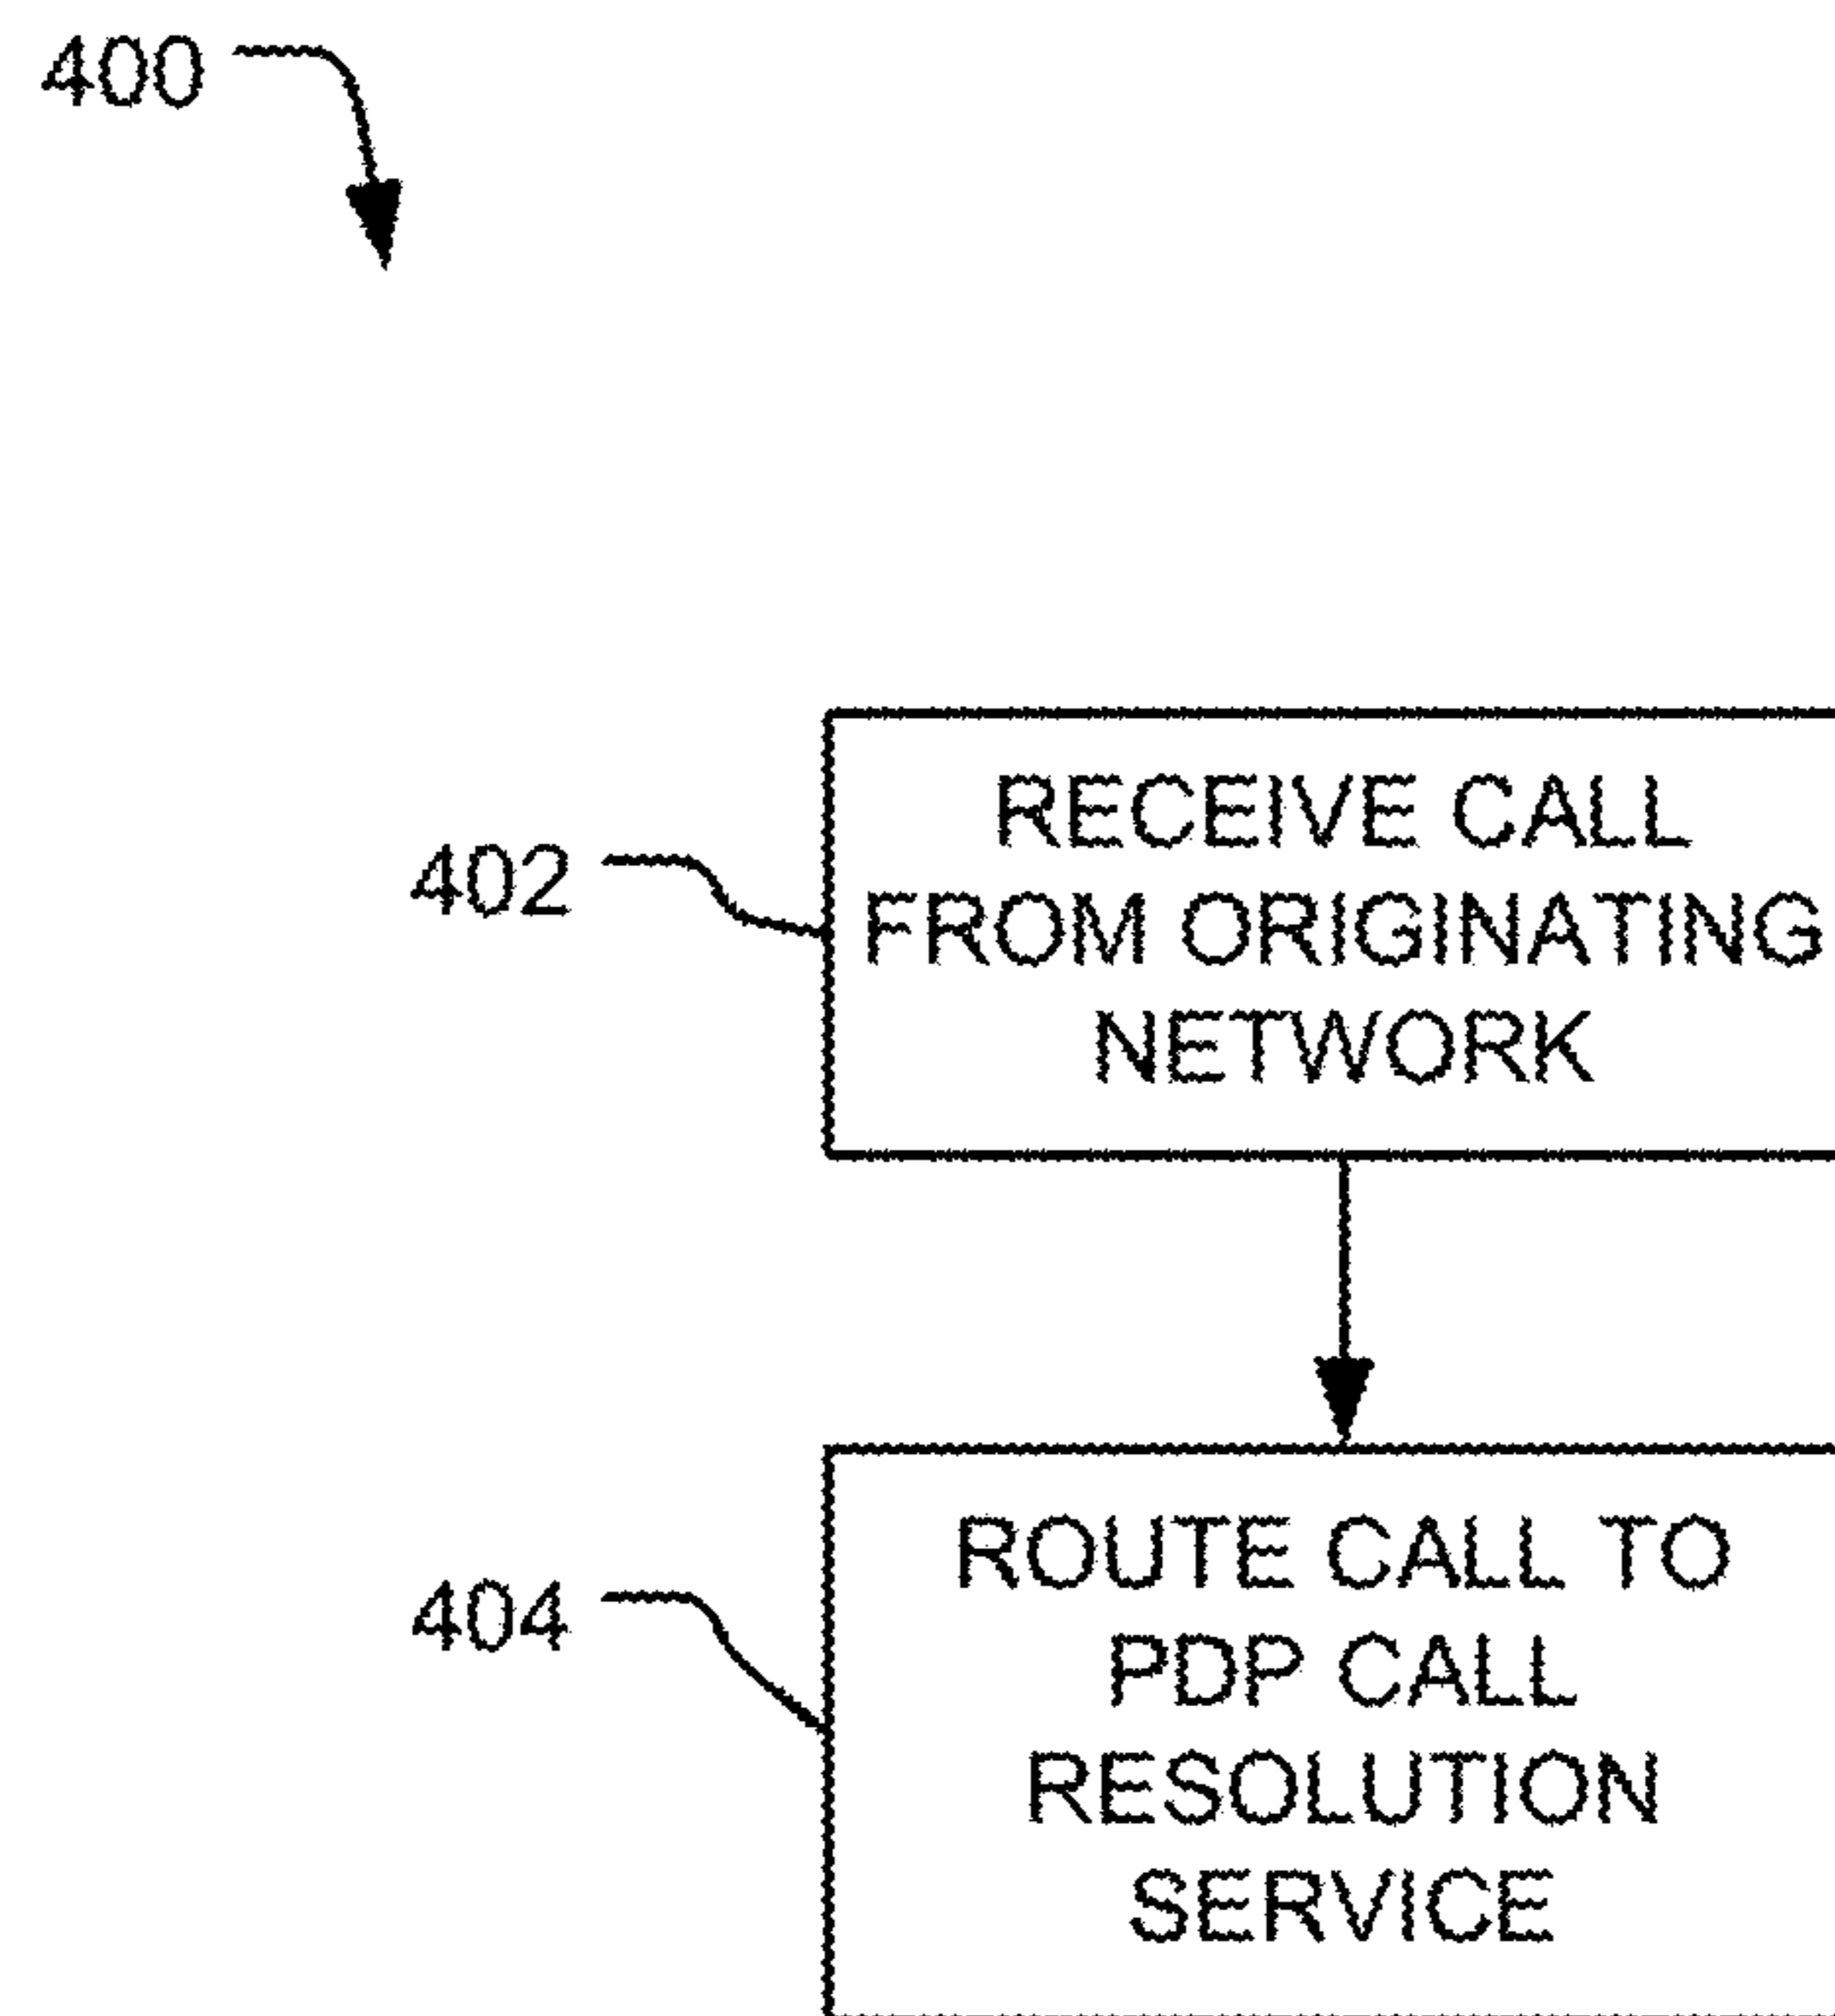 400
402
RECEIVE CALL
FROM ORIGINATING
NETWORK
404
ROUTE CALL TO
PDP CALL
RESOLUTION
SERVICE